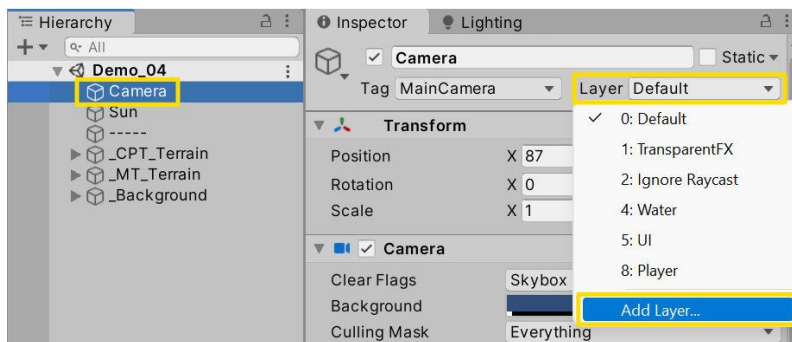 Hierarchy
All
Demo_04
Camera
Sun
-----
_CPT_Terrain
_MT_Terrain
_Background
Inspector
Lighting
Camera
Static
Tag MainCamera
Layer Default
Transform
Position X 87
Rotation X 0
Scale X 1
Camera
Clear Flags Skybox
Background
Culling Mask Everything
0: Default
1: TransparentFX
2: Ignore Raycast
4: Water
5: UI
8: Player
Add Layer...